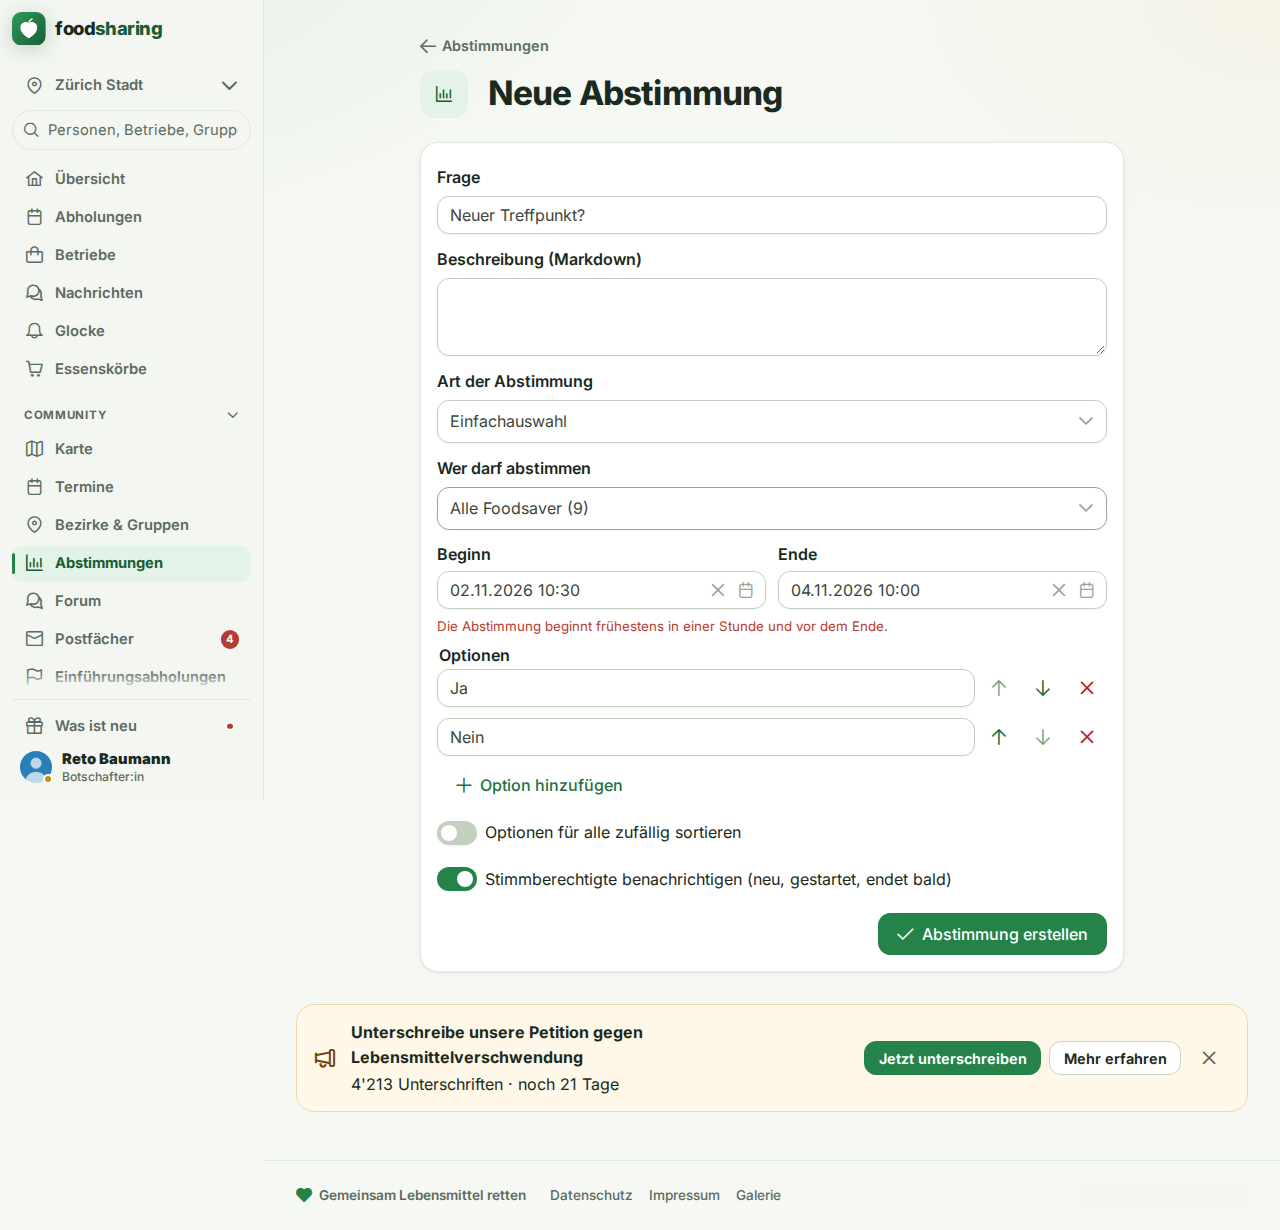 foodsharing
Zürich Stadt
Personen, Betriebe, Grupp
Übersicht
Abholungen
Betriebe
Nachrichten
Glocke
Essenskörbe
COMMUNITY
Karte
Termine
Bezirke & Gruppen
Abstimmungen
Forum
Postfächer 4
Einführungsabholungen
Was ist neu
Reto Baumann
Botschafter:in
Abstimmungen
Neue Abstimmung
Frage
Neuer Treffpunkt?
Beschreibung (Markdown)
Art der Abstimmung
Einfachauswahl
Wer darf abstimmen
Alle Foodsaver (9)
Beginn Ende
02.11.2026 10:30 04.11.2026 10:00
Die Abstimmung beginnt frühestens in einer Stunde und vor dem Ende.
Optionen
Ja
Nein
Option hinzufügen
Optionen für alle zufällig sortieren
Stimmberechtigte benachrichtigen (neu, gestartet, endet bald)
Abstimmung erstellen
Unterschreibe unsere Petition gegen
Lebensmittelverschwendung
4'213 Unterschriften · noch 21 Tage
Jetzt unterschreiben Mehr erfahren
Gemeinsam Lebensmittel retten Datenschutz Impressum Galerie